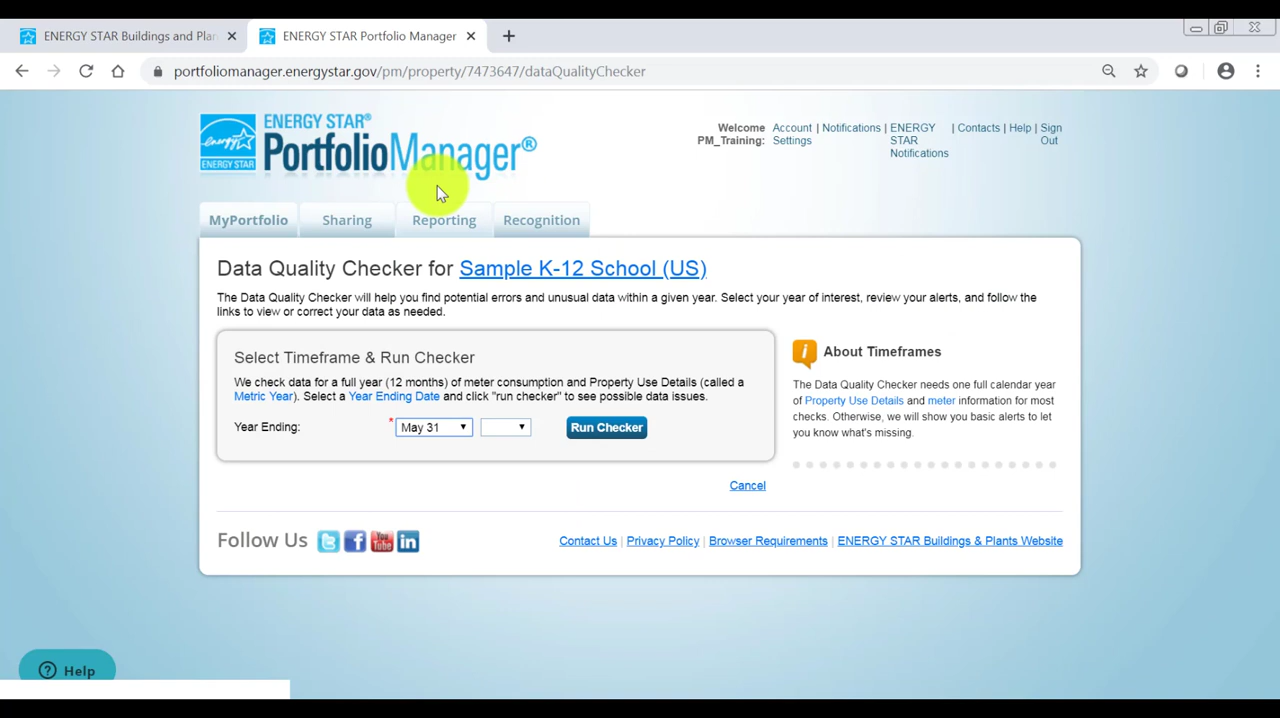 ENERGY STAR Buildings and Plan
ENERGY STAR Portfolio Manager
portfoliomanager.energystar.gov/pm/property/7473647/dataQualityChecker
energy
ENERGY STAR
ENERGY STAR®
PortfolioManager®
Welcome PM_Training:
Account Settings | Notifications | ENERGY STAR Notifications | Contacts | Help | Sign Out
MyPortfolio Sharing Reporting Recognition
Data Quality Checker for Sample K-12 School (US)
The Data Quality Checker will help you find potential errors and unusual data within a given year. Select your year of interest, review your alerts, and follow the
links to view or correct your data as needed.
Select Timeframe & Run Checker
We check data for a full year (12 months) of meter consumption and Property Use Details (called a
Metric Year). Select a Year Ending Date and click "run checker" to see possible data issues.
Year Ending: * May 31 Run Checker
Cancel
i About Timeframes
The Data Quality Checker needs one full calendar year
of Property Use Details and meter information for most
checks. Otherwise, we will show you basic alerts to let
you know what's missing.
Follow Us
You Tube
in
Contact Us | Privacy Policy | Browser Requirements | ENERGY STAR Buildings & Plants Website
? Help